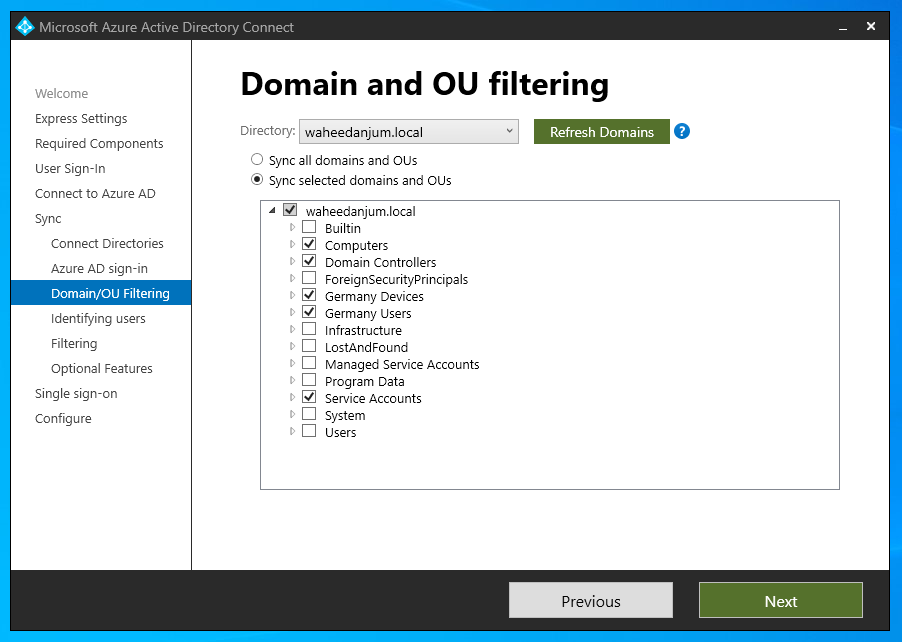 Microsoft Azure Active Directory Connect
Welcome
Express Settings
Required Components
User Sign-In
Connect to Azure AD
Sync
Connect Directories
Azure AD sign-in
Domain/OU Filtering
Identifying users
Filtering
Optional Features
Single sign-on
Configure
Domain and OU filtering
Directory: waheedanjum.local Refresh Domains ?
Sync all domains and OUs
Sync selected domains and OUs
waheedanjum.local
Builtin
Computers
Domain Controllers
ForeignSecurityPrincipals
Germany Devices
Germany Users
Infrastructure
LostAndFound
Managed Service Accounts
Program Data
Service Accounts
System
Users
Previous Next